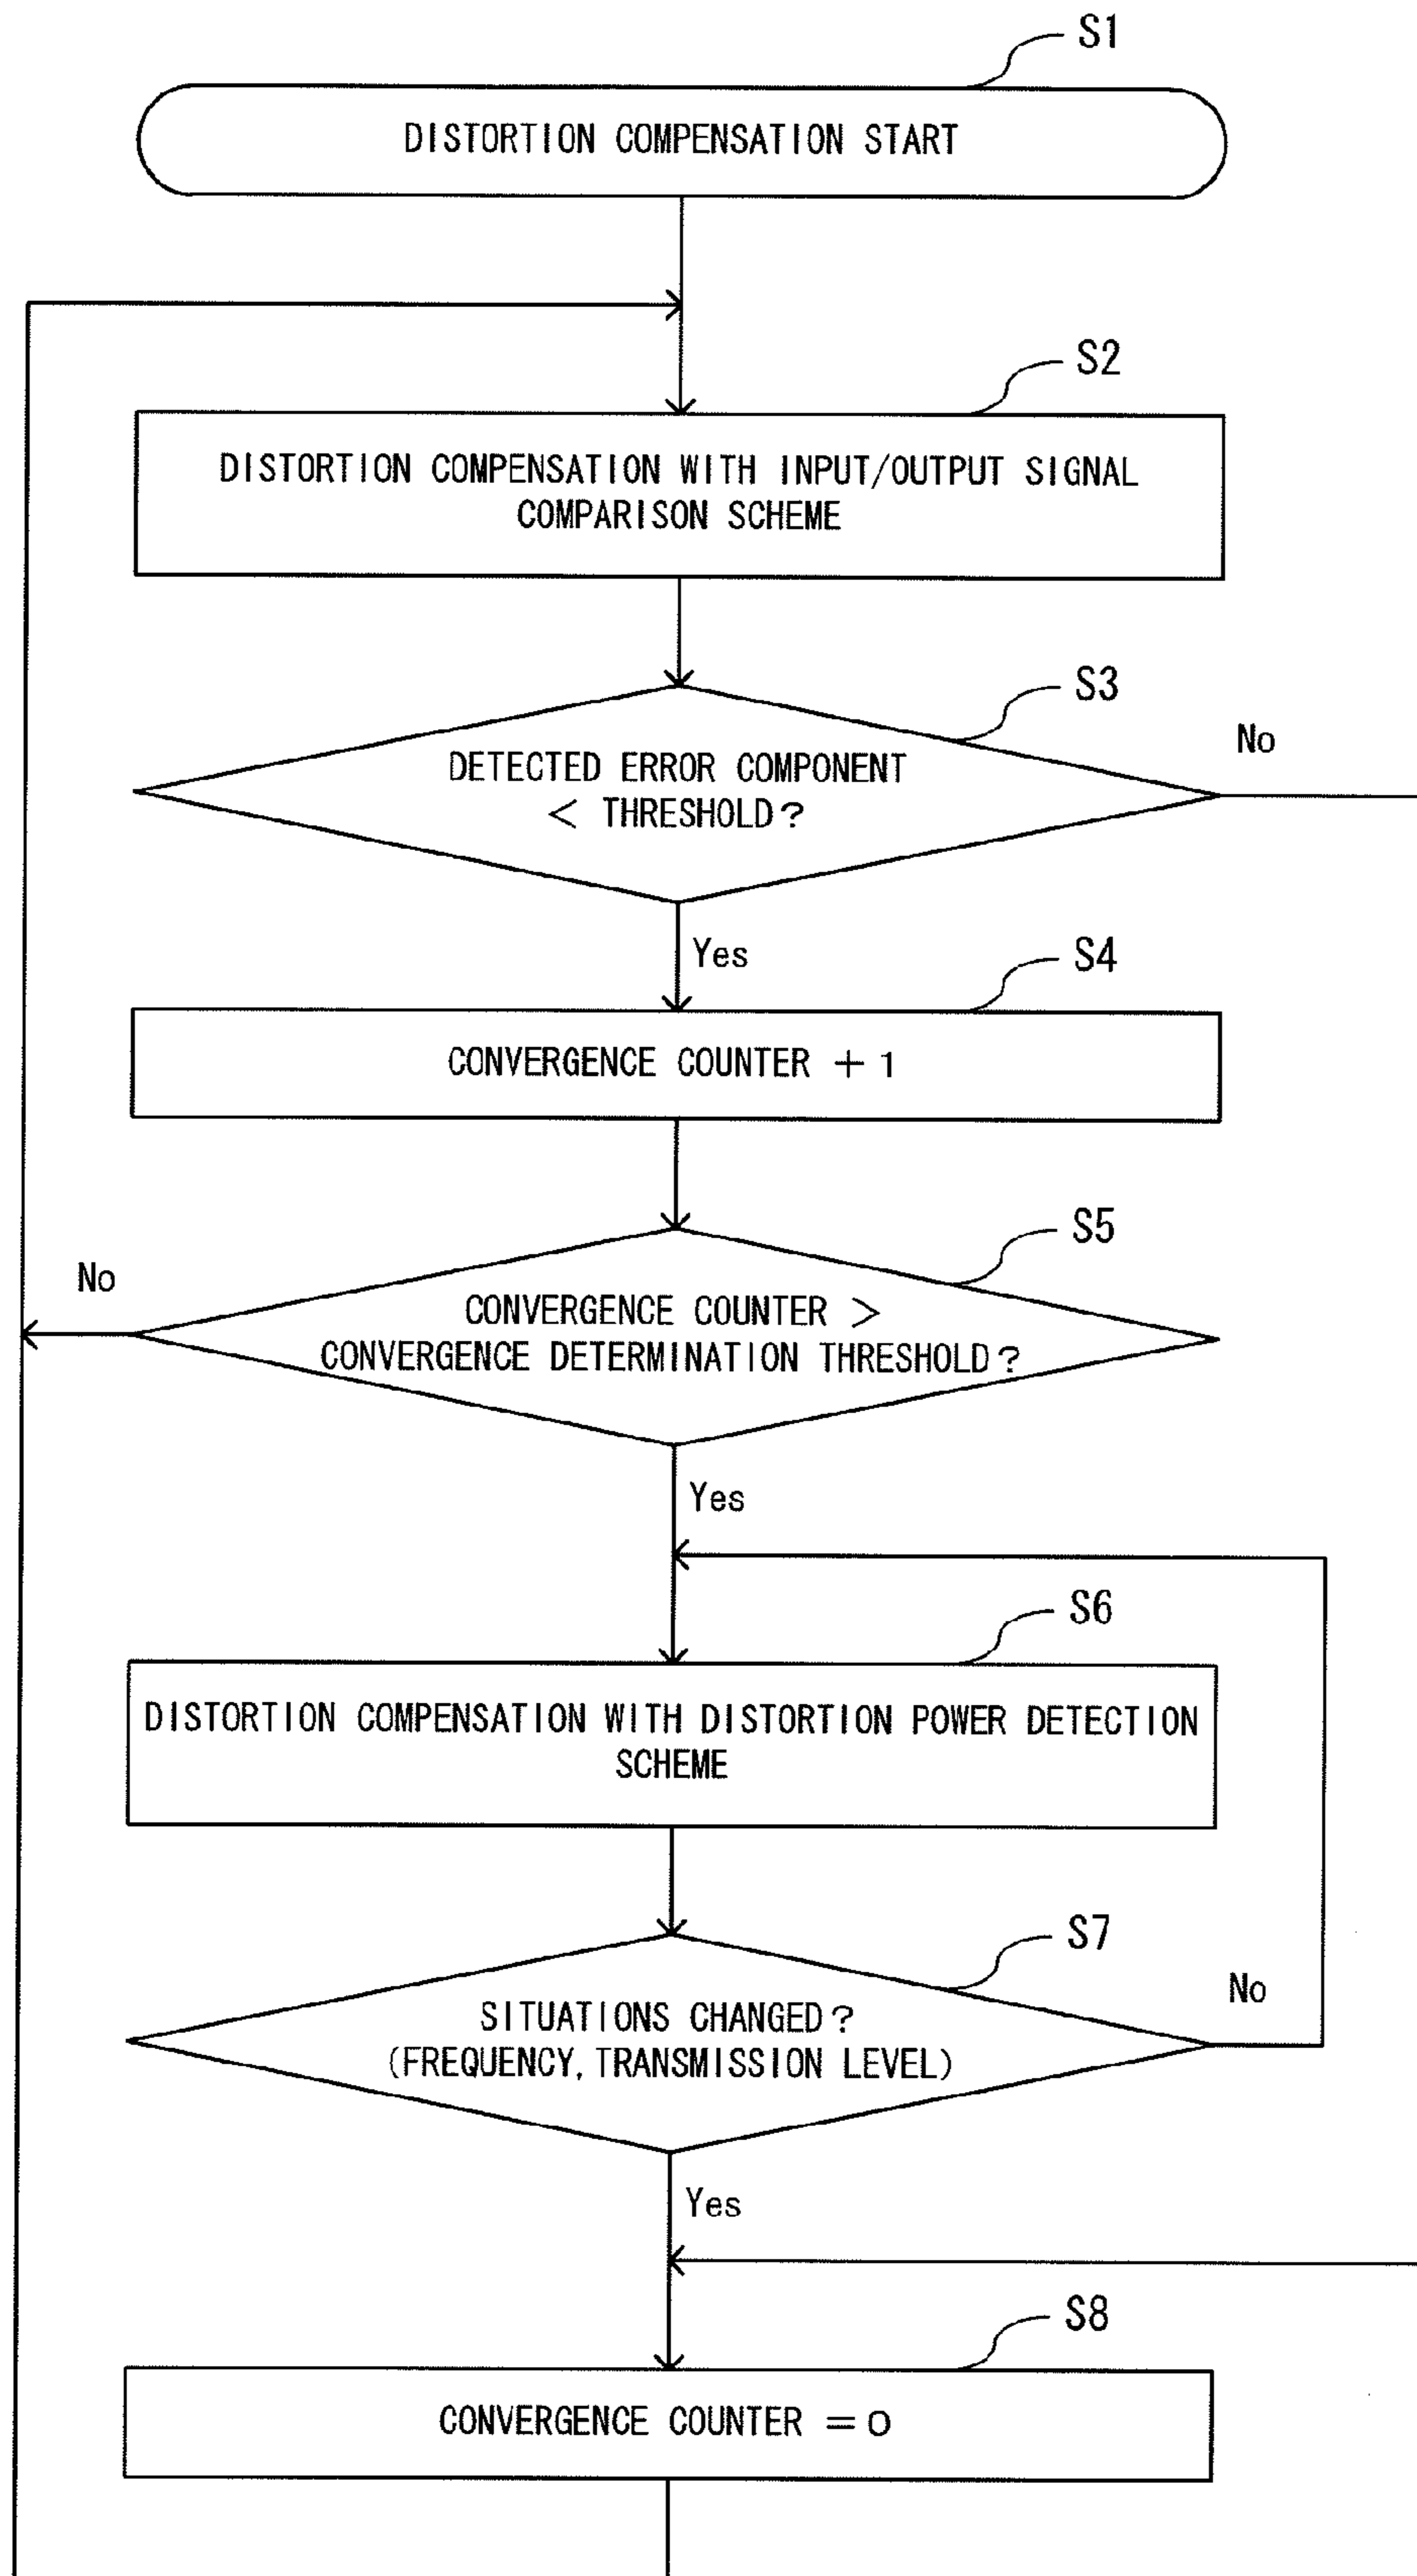 S1
DISTORTION COMPENSATION START
S2
DISTORTION COMPENSATION WITH INPUT/OUTPUT SIGNAL
COMPARISON SCHEME
S3
No
DETECTED ERROR COMPONENT
< THRESHOLD?
Yes
S4
CONVERGENCE COUNTER +1
S5
No
CONVERGENCE COUNTER >
CONVERGENCE DETERMINATION THRESHOLD?
Yes
S6
DISTORTION COMPENSATION WITH DISTORTION POWER DETECTION
SCHEME
S7
No
SITUATIONS CHANGED?
(FREQUENCY, TRANSMISSION LEVEL)
Yes
S8
CONVERGENCE COUNTER =0